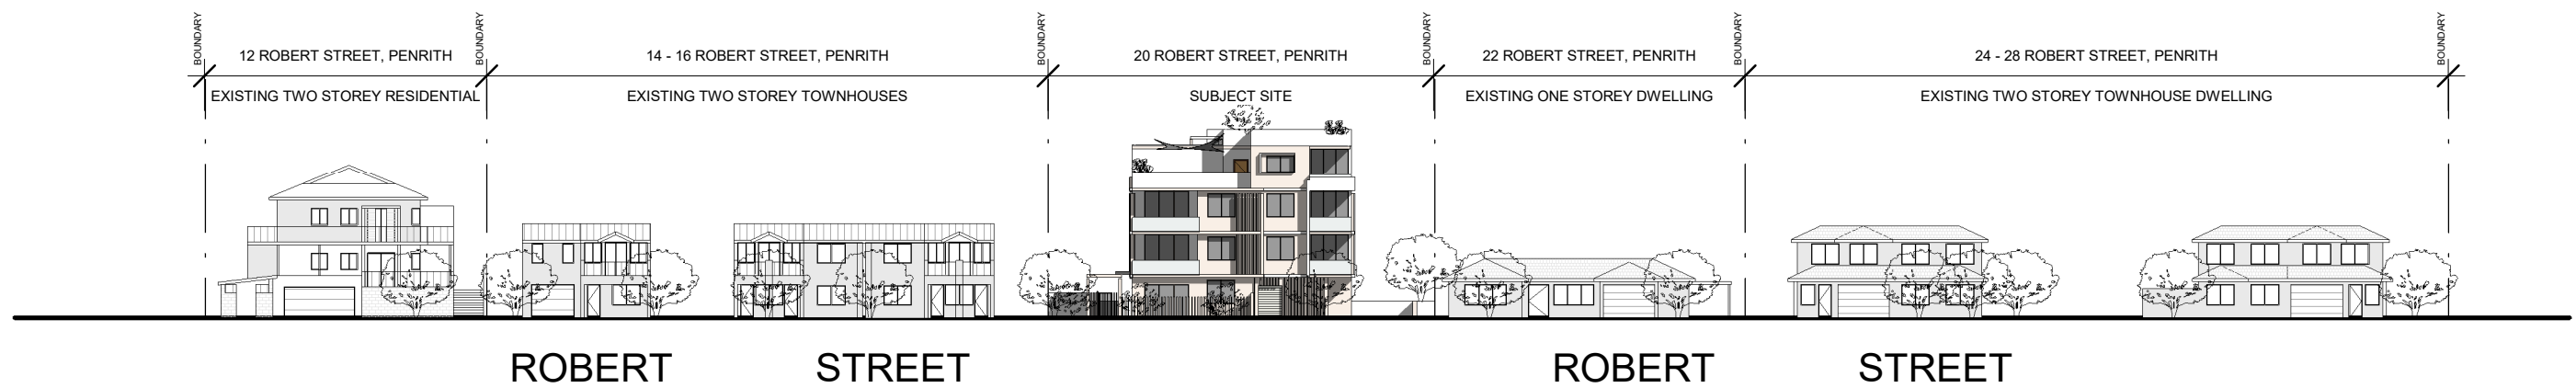 BOUNDARY
12 ROBERT STREET, PENRITH
BOUNDARY
14 - 16 ROBERT STREET, PENRITH
BOUNDARY
20 ROBERT STREET, PENRITH
BOUNDARY
22 ROBERT STREET, PENRITH
BOUNDARY
24 - 28 ROBERT STREET, PENRITH
BOUNDARY
EXISTING TWO STOREY RESIDENTIAL
EXISTING TWO STOREY TOWNHOUSES
SUBJECT SITE
EXISTING ONE STOREY DWELLING
EXISTING TWO STOREY TOWNHOUSE DWELLING
ROBERT STREET
ROBERT STREET